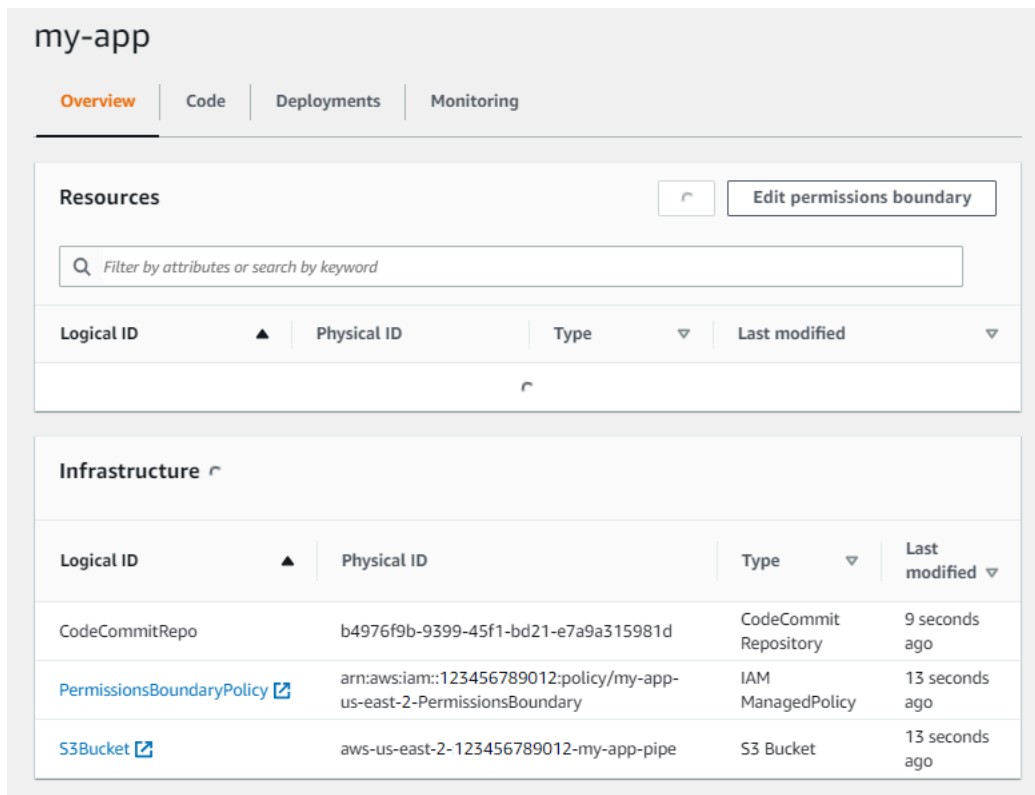 my-app
Overview Code Deployments Monitoring
Resources Edit permissions boundary
Filter by attributes or search by keyword
Logical ID Physical ID Type Last modified
Infrastructure
Logical ID Physical ID Type Last modified
CodeCommitRepo b4976f9b-9399-45f1-bd21-e7a9a315981d CodeCommit Repository 9 seconds ago
PermissionsBoundaryPolicy arn:aws:iam::123456789012:policy/my-app-us-east-2-PermissionsBoundary IAM ManagedPolicy 13 seconds ago
S3Bucket aws-us-east-2-123456789012-my-app-pipe S3 Bucket 13 seconds ago